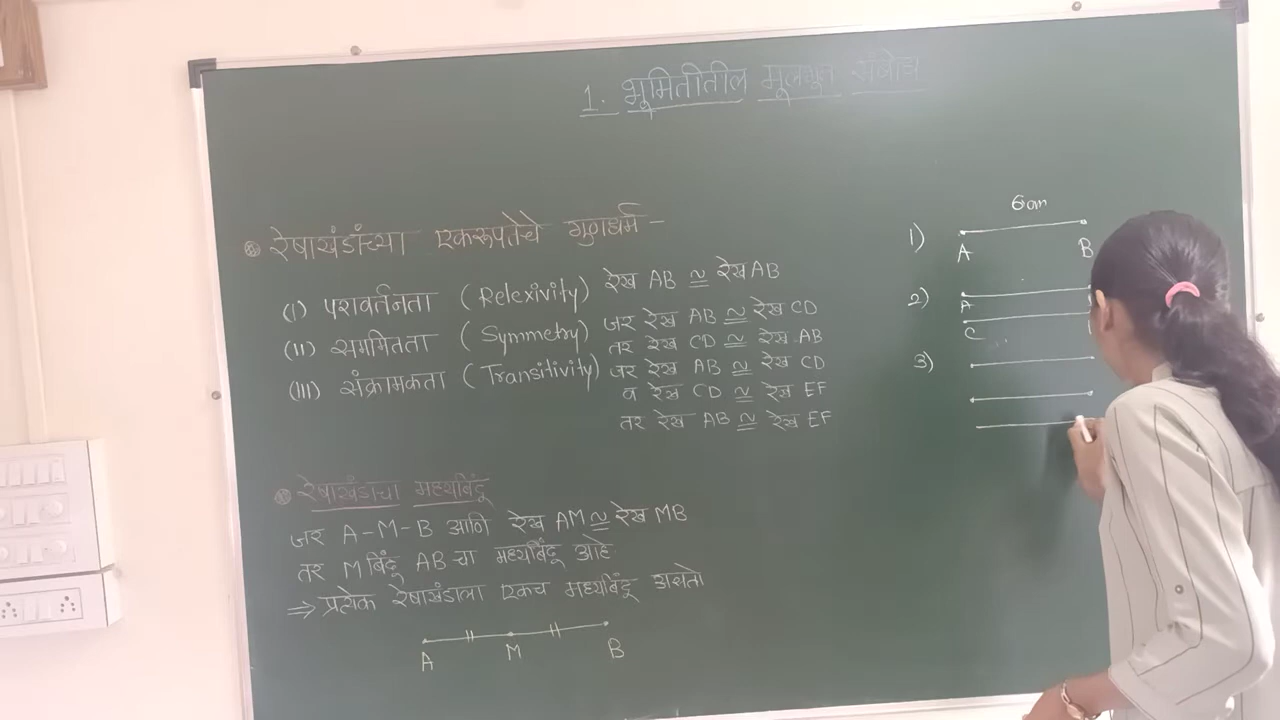 1. भूमितीतील मूलभूत संबोध
रेषाखंडांच्या एकरूपतेचे गुणधर्म –
(I) परावर्तनता (Relexivity) रेख AB ≅ रेख AB
(II) सममितता (Symmetry) जर रेख AB ≅ रेख CD
तर रेख CD ≅ रेख AB
(III) संक्रामकता (Transitivity) जर रेख AB ≅ रेख CD
व रेख CD ≅ रेख EF
तर रेख AB ≅ रेख EF
रेषाखंडाचा मध्यबिंदू
जर A-M-B आणि रेख AM ≅ रेख MB
तर M बिंदू AB चा मध्यबिंदू आहे.
⇒ प्रत्येक रेषाखंडाला एकच मध्यबिंदू असतो
A M B
6cm
1)
A B
2)
A
C
3)